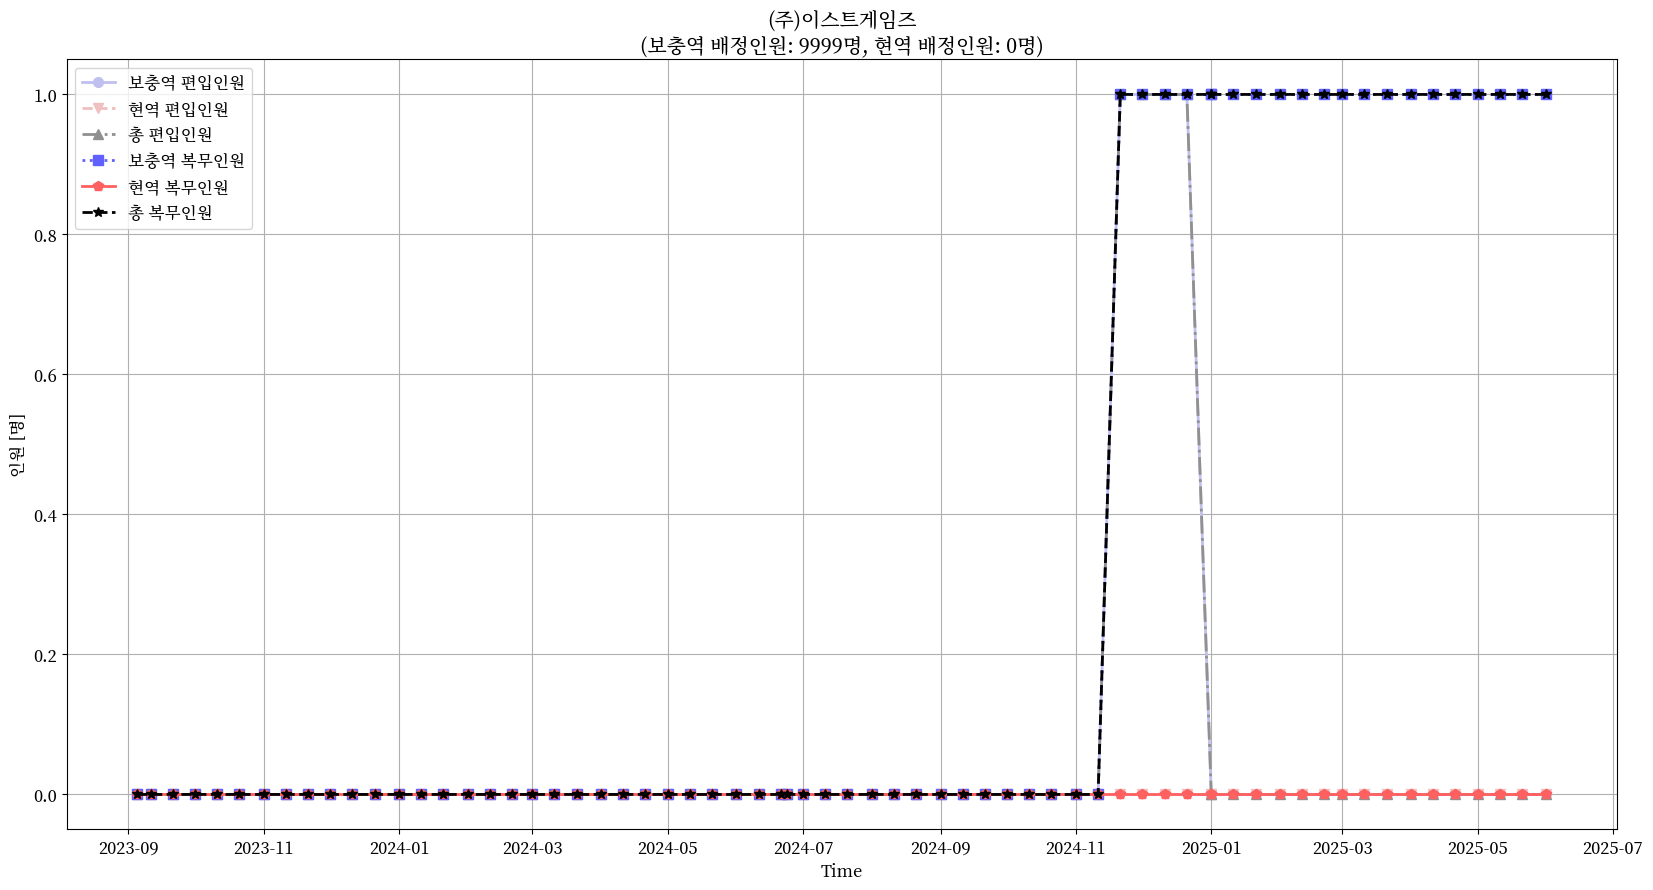 (주)이스트게임즈
(보충역 배정인원: 9999명, 현역 배정인원: 0명)
보충역 편입인원
현역 편입인원
총 편입인원
보충역 복무인원
현역 복무인원
총 복무인원
1.0
0.8
0.6
0.4
0.2
0.0
인원 [명]
2023-09
2023-11
2024-01
2024-03
2024-05
2024-07
2024-09
2024-11
2025-01
2025-03
2025-05
2025-07
Time